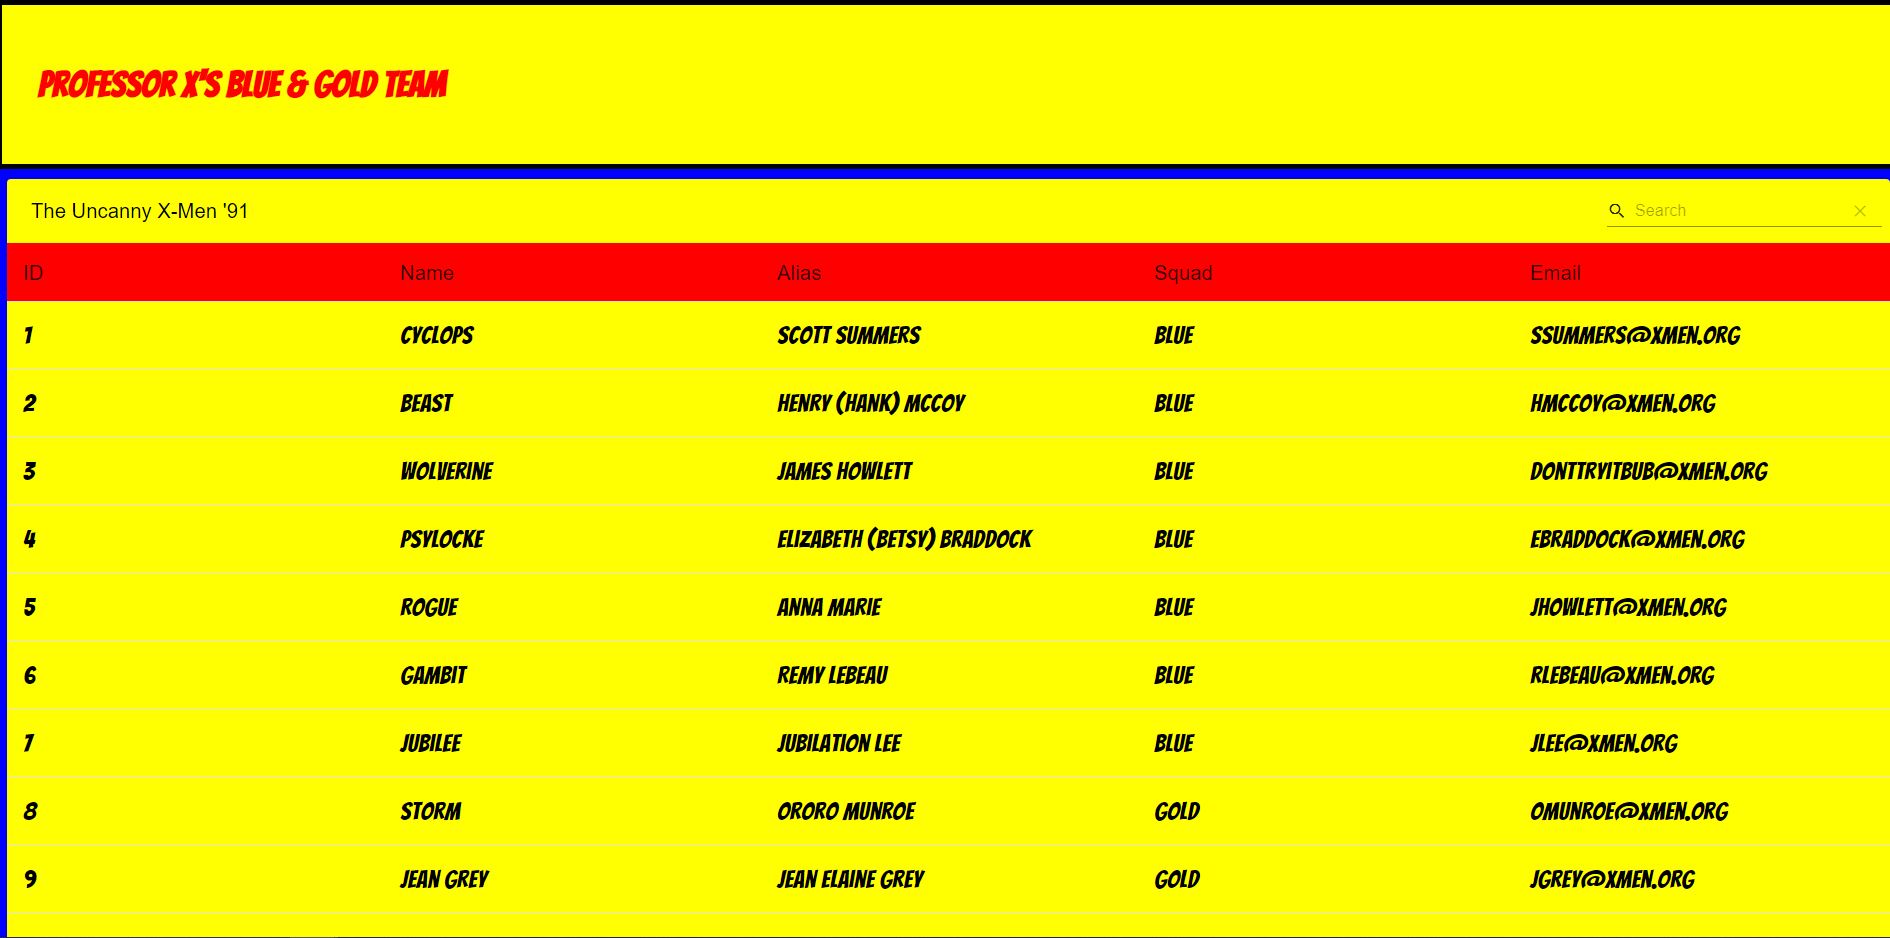 PROFESSOR X'S BLUE & GOLD TEAM
The Uncanny X-Men '91 Search
ID Name Alias Squad Email
1 CYCLOPS SCOTT SUMMERS BLUE SSUMMERS@XMEN.ORG
2 BEAST HENRY (HANK) MCCOY BLUE HMCCOY@XMEN.ORG
3 WOLVERINE JAMES HOWLETT BLUE DONTTRYITBUB@XMEN.ORG
4 PSYLOCKE ELIZABETH (BETSY) BRADDOCK BLUE EBRADDOCK@XMEN.ORG
5 ROGUE ANNA MARIE BLUE JHOWLETT@XMEN.ORG
6 GAMBIT REMY LEBEAU BLUE RLEBEAU@XMEN.ORG
7 JUBILEE JUBILATION LEE BLUE JLEE@XMEN.ORG
8 STORM ORORO MUNROE GOLD OMUNROE@XMEN.ORG
9 JEAN GREY JEAN ELAINE GREY GOLD JGREY@XMEN.ORG